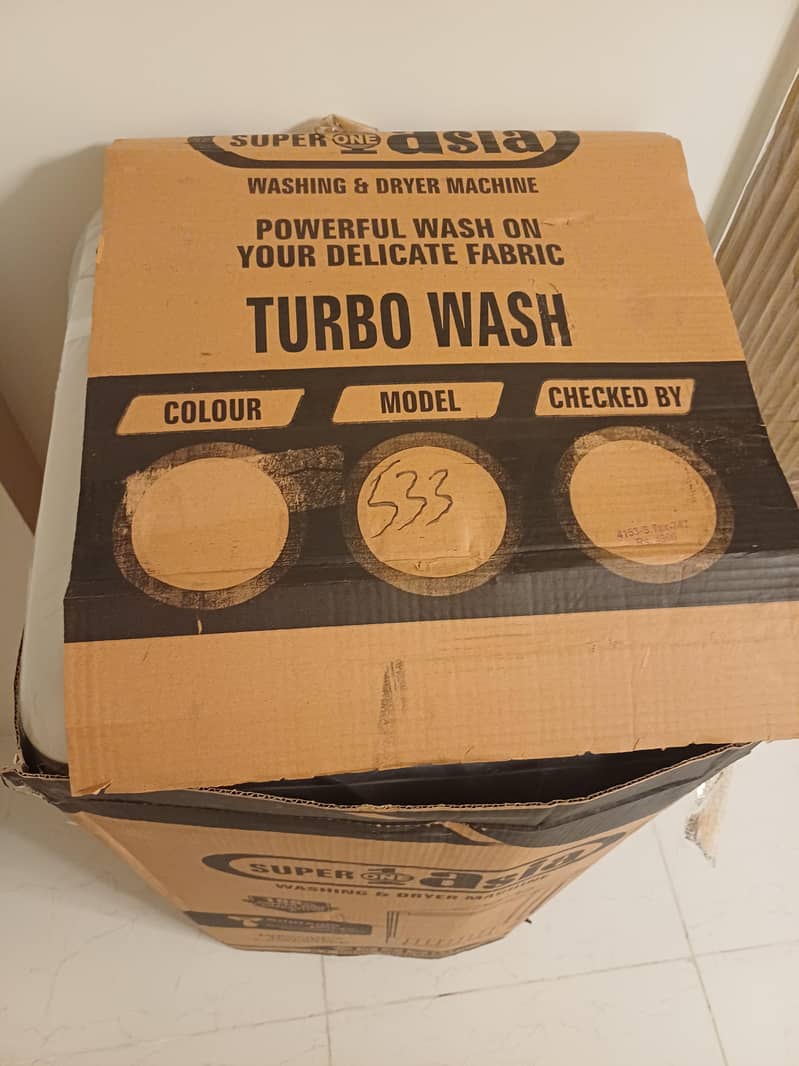 SUPER ONE asia
WASHING & DRYER MACHINE
POWERFUL WASH ON
YOUR DELICATE FABRIC
TURBO WASH
COLOUR
MODEL
CHECKED BY
533
SUPER ONE asia
WASHING & DRYER